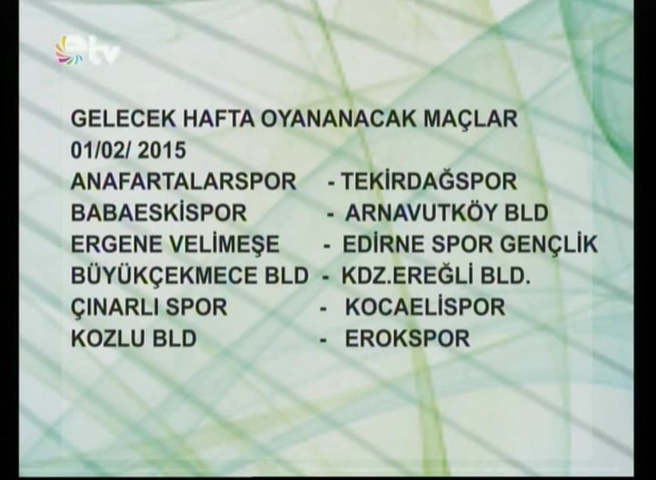 etv
GELECEK HAFTA OYANANACAK MAÇLAR
01/02/ 2015
ANAFARTALARSPOR - TEKİRDAĞSPOR
BABAESKİSPOR - ARNAVUTKÖY BLD
ERGENE VELİMEŞE - EDİRNE SPOR GENÇLİK
BÜYÜKÇEKMECE BLD - KDZ.EREĞLİ BLD.
ÇINARLI SPOR - KOCAELİSPOR
KOZLU BLD - EROKSPOR